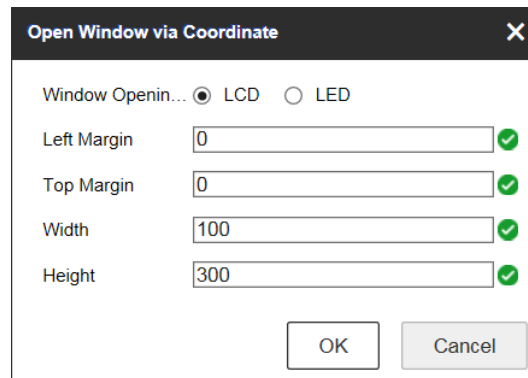 Open Window via Coordinate
Window Openin... LCD LED
Left Margin 0
Top Margin 0
Width 100
Height 300
OK Cancel